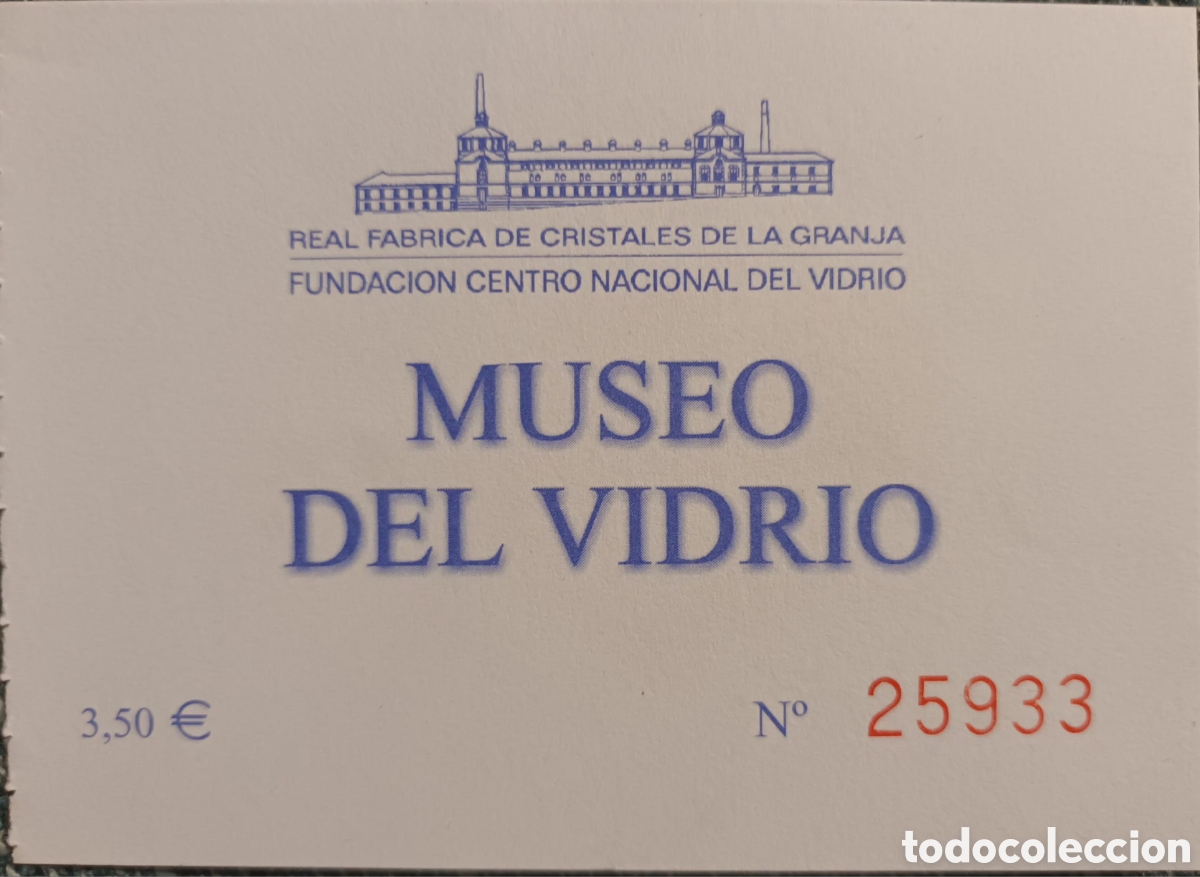 REAL FABRICA DE CRISTALES DE LA GRANJA
FUNDACION CENTRO NACIONAL DEL VIDRIO
MUSEO
DEL VIDRIO
3,50 €
Nº 25933
todocoleccion